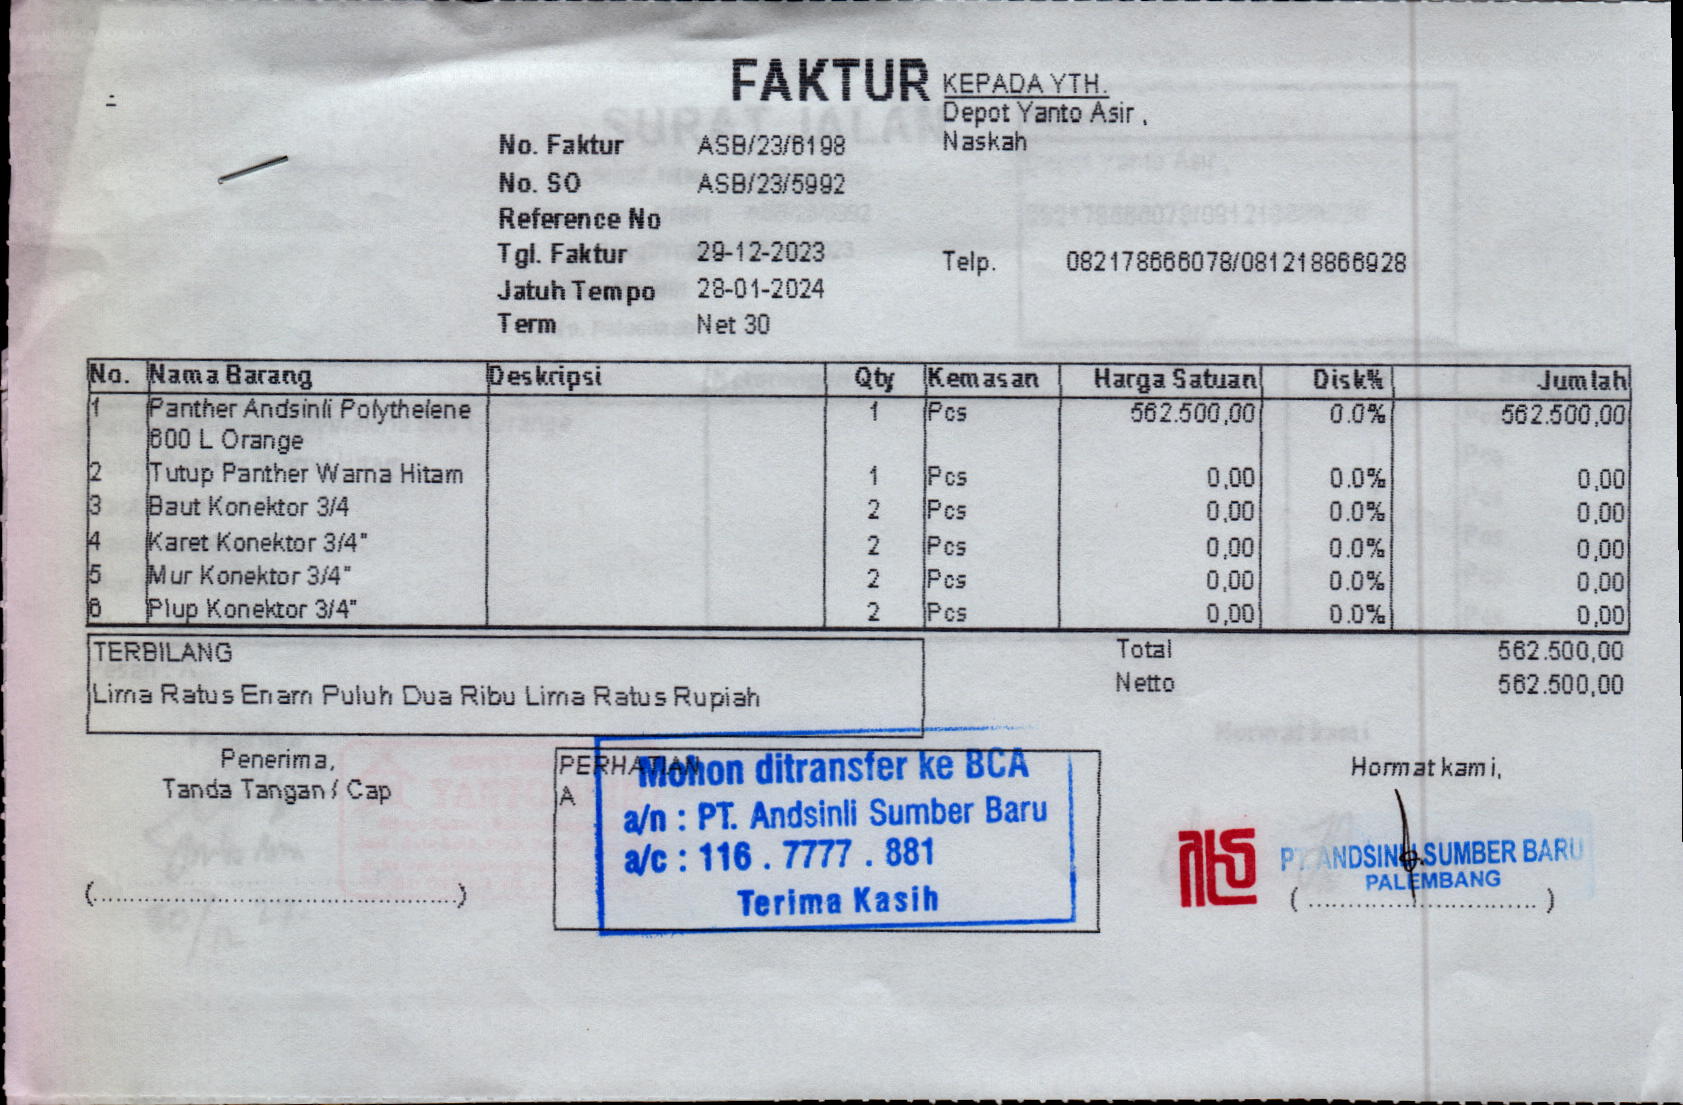 FAKTUR
KEPADA YTH.
Depot Yanto Asir ,
Naskah
No. Faktur ASB/23/6198
No. SO ASB/23/5992
Reference No
Tgl. Faktur 29-12-2023
Jatuh Tempo 28-01-2024
Term Net 30
Telp. 082178666078/081218866928
No. Nama Barang Deskripsi Qty Kemasan Harga Satuan Disk% Jumlah
1 Panther Andsinli Polythelene 1 Pcs 562.500,00 0.0% 562.500,00
600 L Orange
2 Tutup Panther Warna Hitam 1 Pcs 0,00 0.0% 0,00
3 Baut Konektor 3/4 2 Pcs 0,00 0.0% 0,00
4 Karet Konektor 3/4" 2 Pcs 0,00 0.0% 0,00
5 Mur Konektor 3/4" 2 Pcs 0,00 0.0% 0,00
6 Plup Konektor 3/4" 2 Pcs 0,00 0.0% 0,00
TERBILANG
Lima Ratus Enam Puluh Dua Ribu Lima Ratus Rupiah
Total 562.500,00
Netto 562.500,00
Penerima,
Tanda Tangan / Cap
(........................................)
PERHATIAN
A
Mohon ditransfer ke BCA
a/n : PT. Andsinli Sumber Baru
a/c : 116 . 7777 . 881
Terima Kasih
Hormat kami,
PT. ANDSINLI SUMBER BARU
PALEMBANG
(..............................)